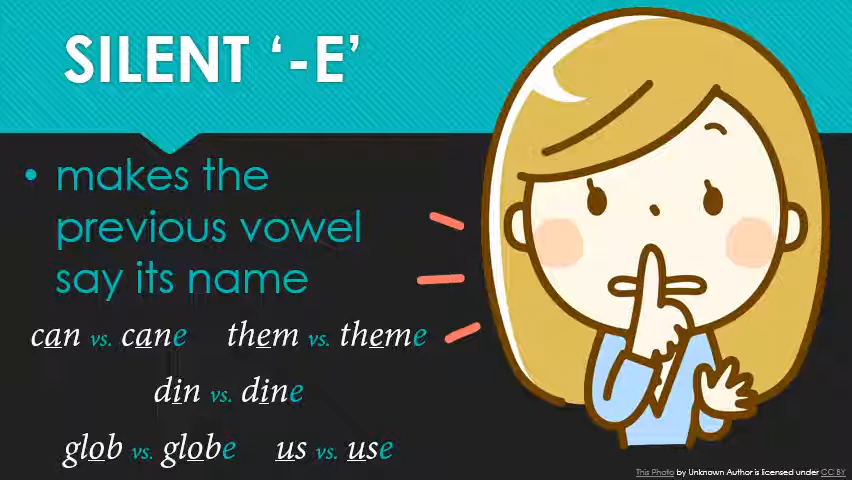 SILENT ‘-E’
• makes the
previous vowel
say its name
can vs. cane them vs. theme
din vs. dine
glob vs. globe us vs. use
This Photo by Unknown Author is licensed under CC BY